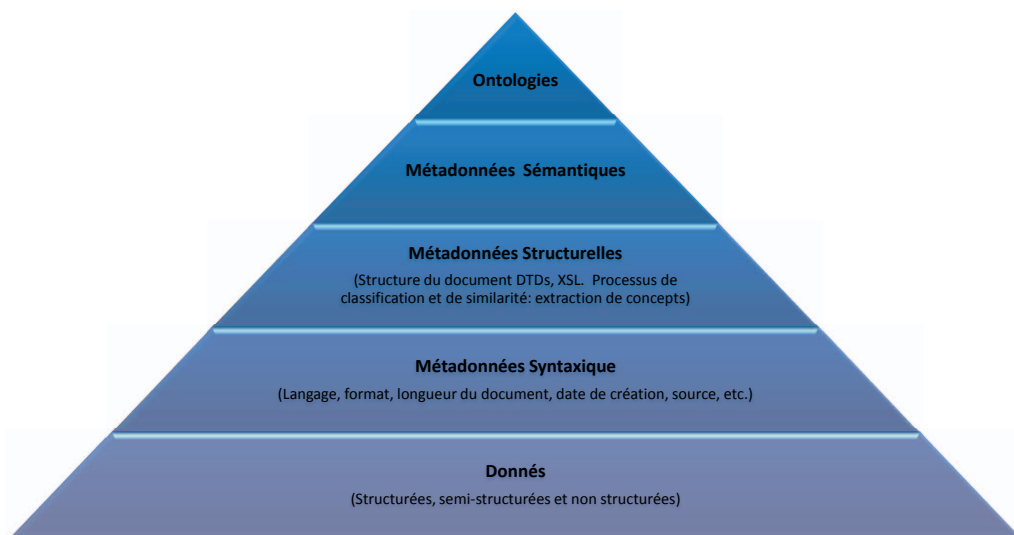 Ontologies
Métadonnées Sémantiques
Métadonnées Structurelles
(Structure du document DTDs, XSL. Processus de
classification et de similarité: extraction de concepts)
Métadonnées Syntaxique
(Langage, format, longueur du document, date de création, source, etc.)
Donnés
(Structurées, semi-structurées et non structurées)